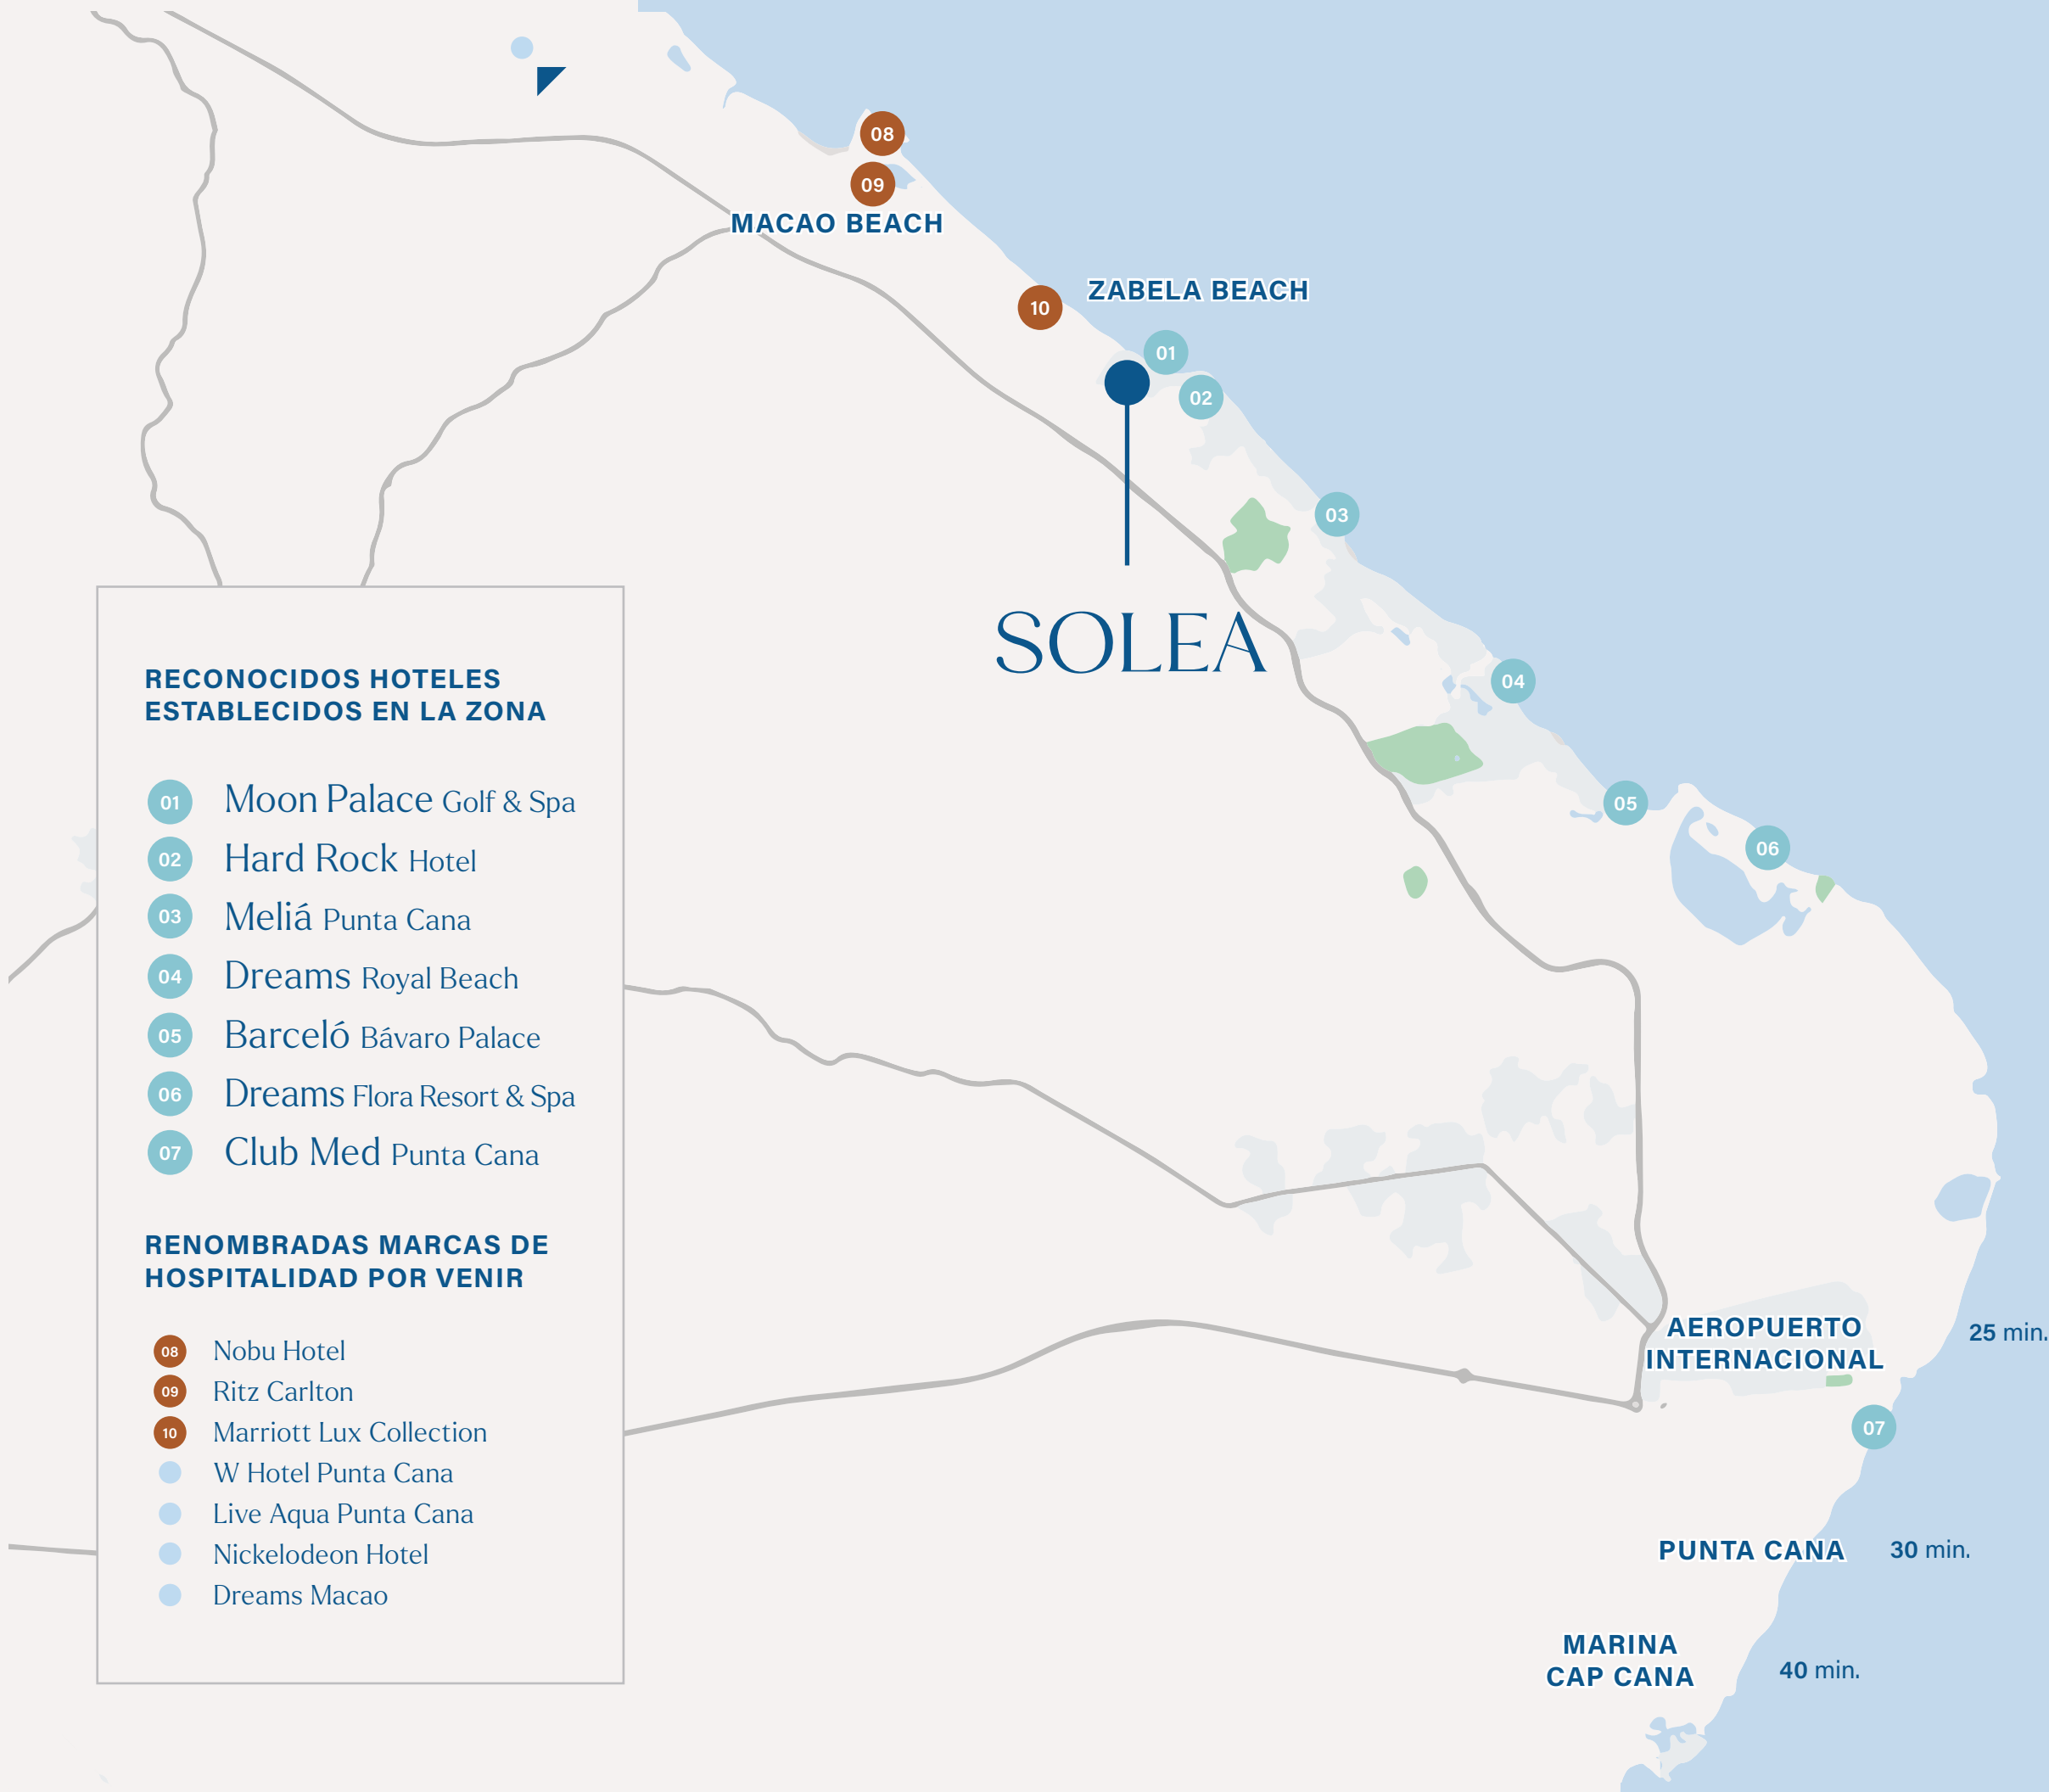 08
09
MACAO BEACH
ZABELA BEACH
10
01
02
03
SOLEA
04
05
06
RECONOCIDOS HOTELES
ESTABLECIDOS EN LA ZONA
01 Moon Palace Golf & Spa
02 Hard Rock Hotel
03 Meliá Punta Cana
04 Dreams Royal Beach
05 Barceló Bávaro Palace
06 Dreams Flora Resort & Spa
07 Club Med Punta Cana
RENOMBRADAS MARCAS DE
HOSPITALIDAD POR VENIR
08 Nobu Hotel
09 Ritz Carlton
10 Marriott Lux Collection
W Hotel Punta Cana
Live Aqua Punta Cana
Nickelodeon Hotel
Dreams Macao
AEROPUERTO
INTERNACIONAL
25 min.
07
PUNTA CANA 30 min.
MARINA
CAP CANA
40 min.